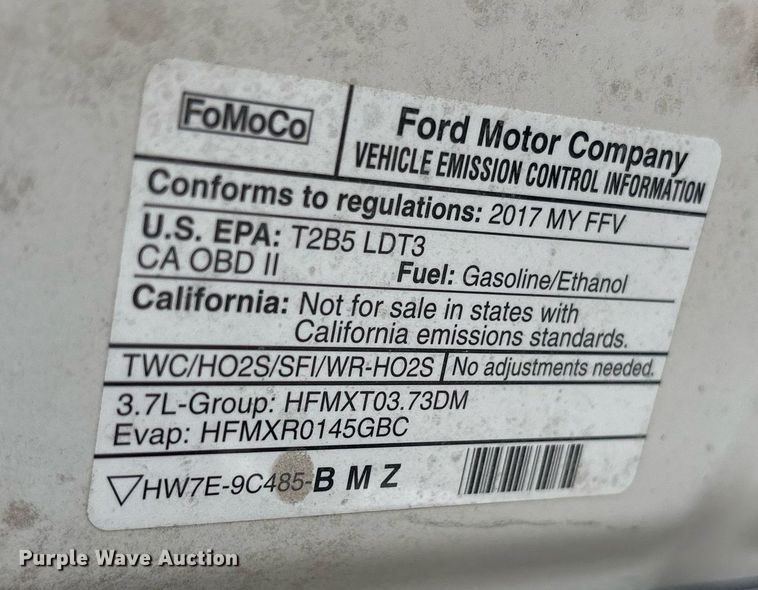 FoMoCo
Ford Motor Company
VEHICLE EMISSION CONTROL INFORMATION
Conforms to regulations: 2017 MY FFV
U.S. EPA: T2B5 LDT3
CA OBD II Fuel: Gasoline/Ethanol
California: Not for sale in states with
California emissions standards.
TWC/HO2S/SFI/WR-HO2S No adjustments needed.
3.7L-Group: HFMXT03.73DM
Evap: HFMXR0145GBC
HW7E-9C485-BMZ
Purple Wave Auction